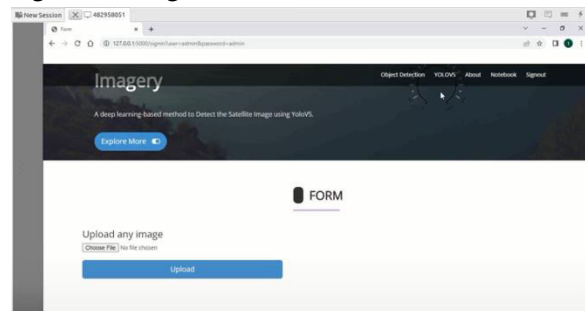 New Session 482958051
Form
127.0.0.1:5000/signin?user=admin&password=admin
Imagery
Object Detection YOLOV5 About Notebook Signout
A deep learning-based method to Detect the Satellite Image using YoloV5.
Explore More
FORM
Upload any image
Choose File No file chosen
Upload